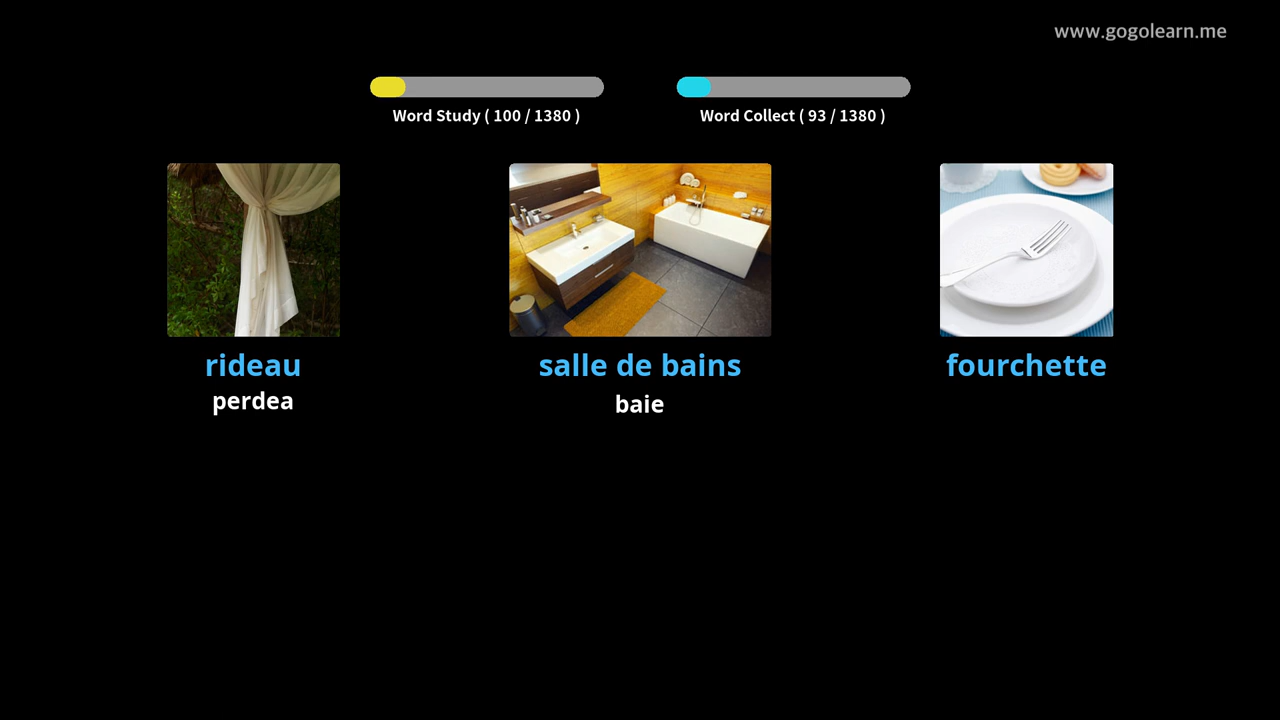 www.gogolearn.me
Word Study ( 100 / 1380 )
Word Collect ( 93 / 1380 )
rideau
perdea
salle de bains
baie
fourchette